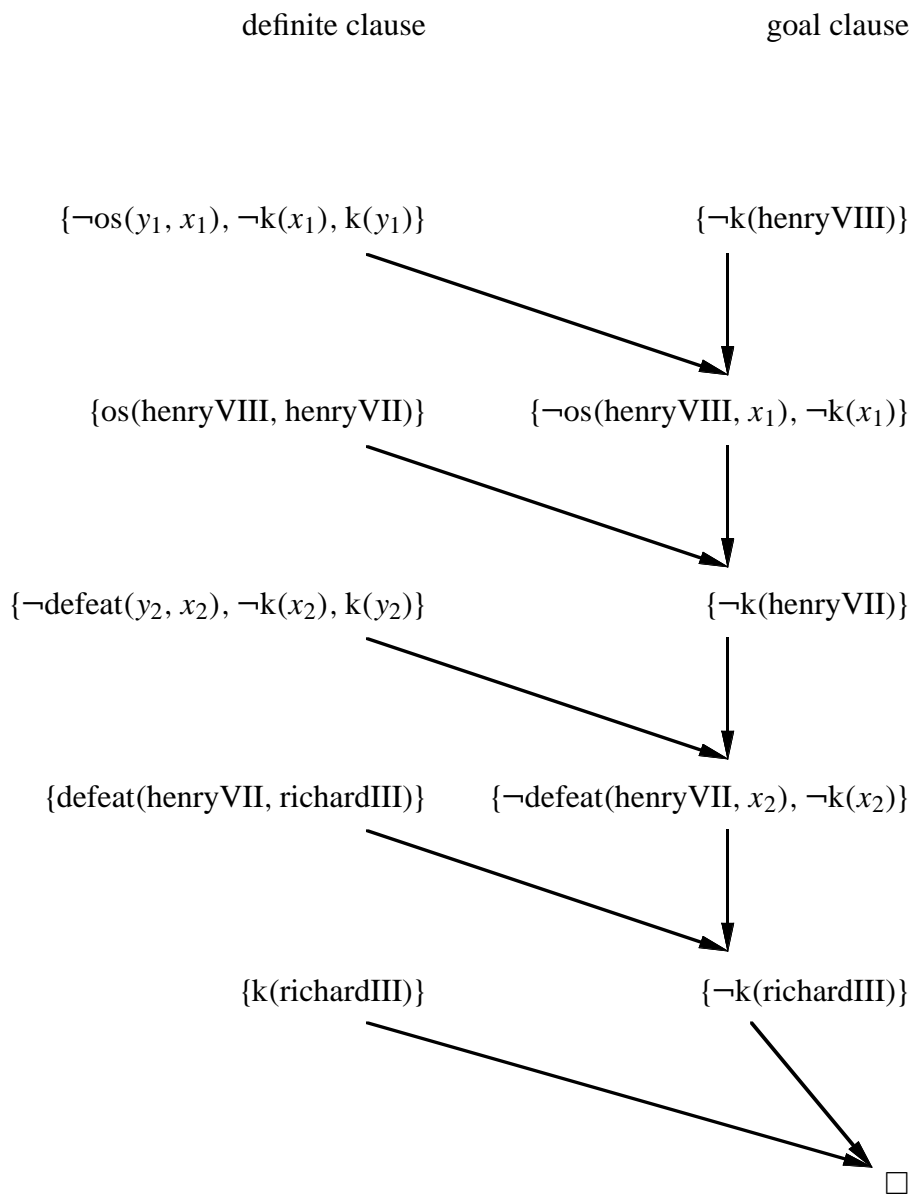 definite clause goal clause
{¬os(y₁, x₁), ¬k(x₁), k(y₁)} {¬k(henryVIII)}
{os(henryVIII, henryVII)} {¬os(henryVIII, x₁), ¬k(x₁)}
{¬defeat(y₂, x₂), ¬k(x₂), k(y₂)} {¬k(henryVII)}
{defeat(henryVII, richardIII)} {¬defeat(henryVII, x₂), ¬k(x₂)}
{k(richardIII)} {¬k(richardIII)}
□